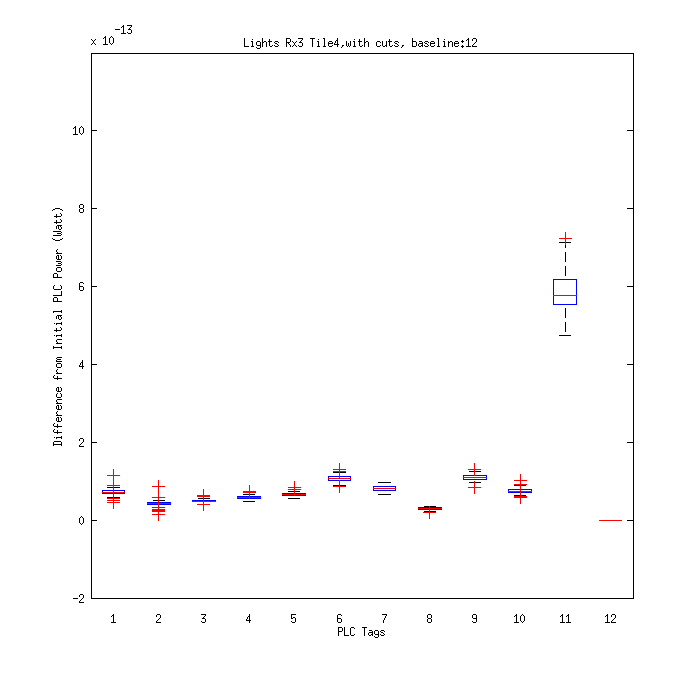 x 10-13
Lights Rx3 Tile4,with cuts, baseline:12
10
8
6
4
2
0
-2
Difference from Initial PLC Power (Watt)
1 2 3 4 5 6 7 8 9 10 11 12
PLC Tags